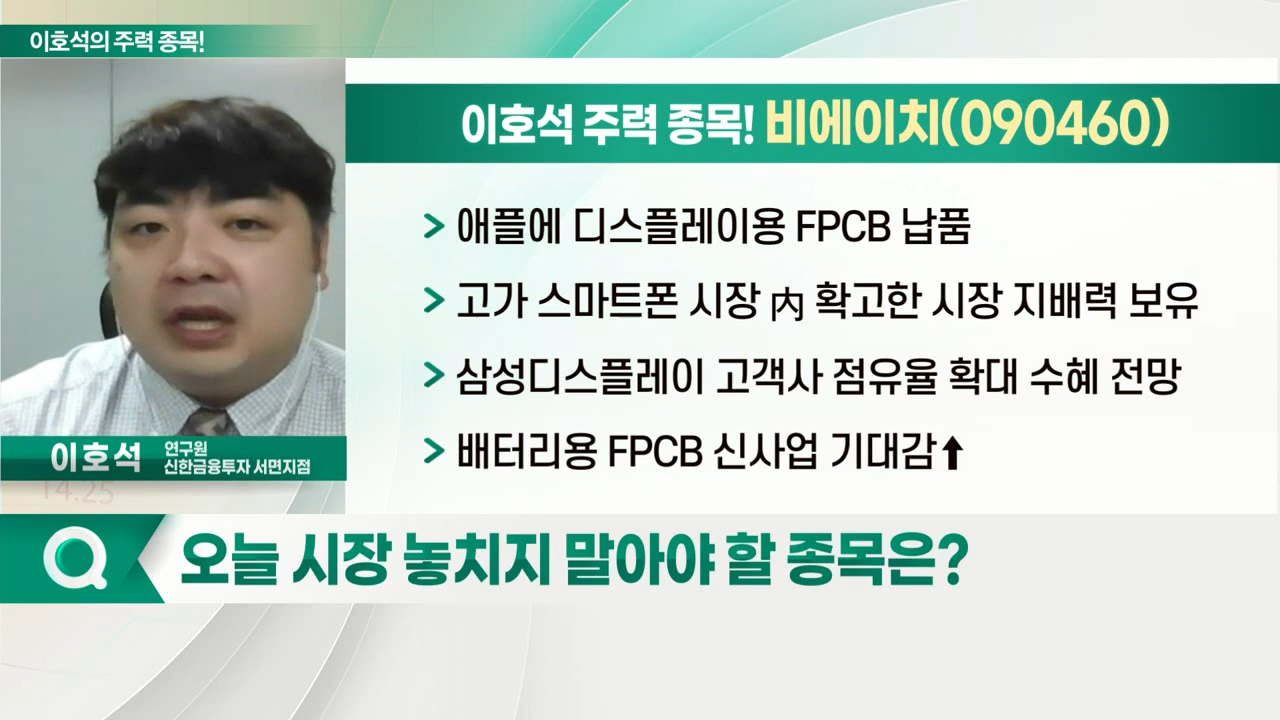 이호석의 주력 종목!
이호석 주력 종목! 비에이치(090460)
> 애플에 디스플레이용 FPCB 납품
> 고가 스마트폰 시장 內 확고한 시장 지배력 보유
> 삼성디스플레이 고객사 점유율 확대 수혜 전망
> 배터리용 FPCB 신사업 기대감⬆
이호석 연구원
신한금융투자 서면지점
14:25
오늘 시장 놓치지 말아야 할 종목은?